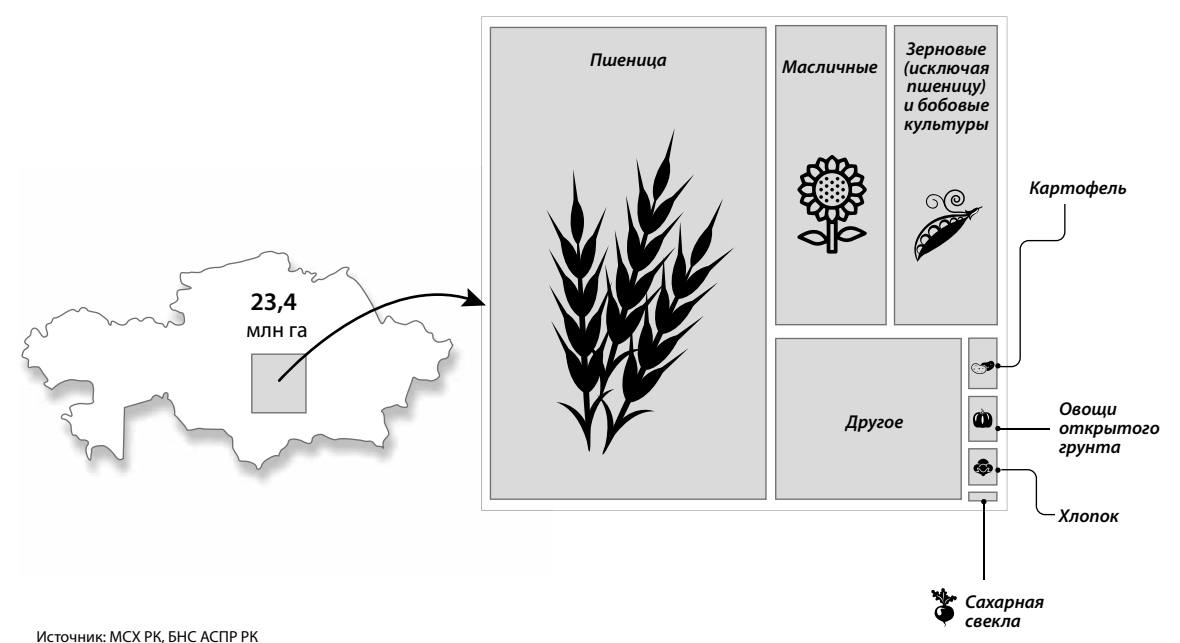 Пшеница
Масличные
Зерновые
(исключая
пшеницу)
и бобовые
культуры
Картофель
23,4
млн га
Другое
Овощи
открытого
грунта
Хлопок
Сахарная
свекла
Источник: МСХ РК, БНС АСПР РК